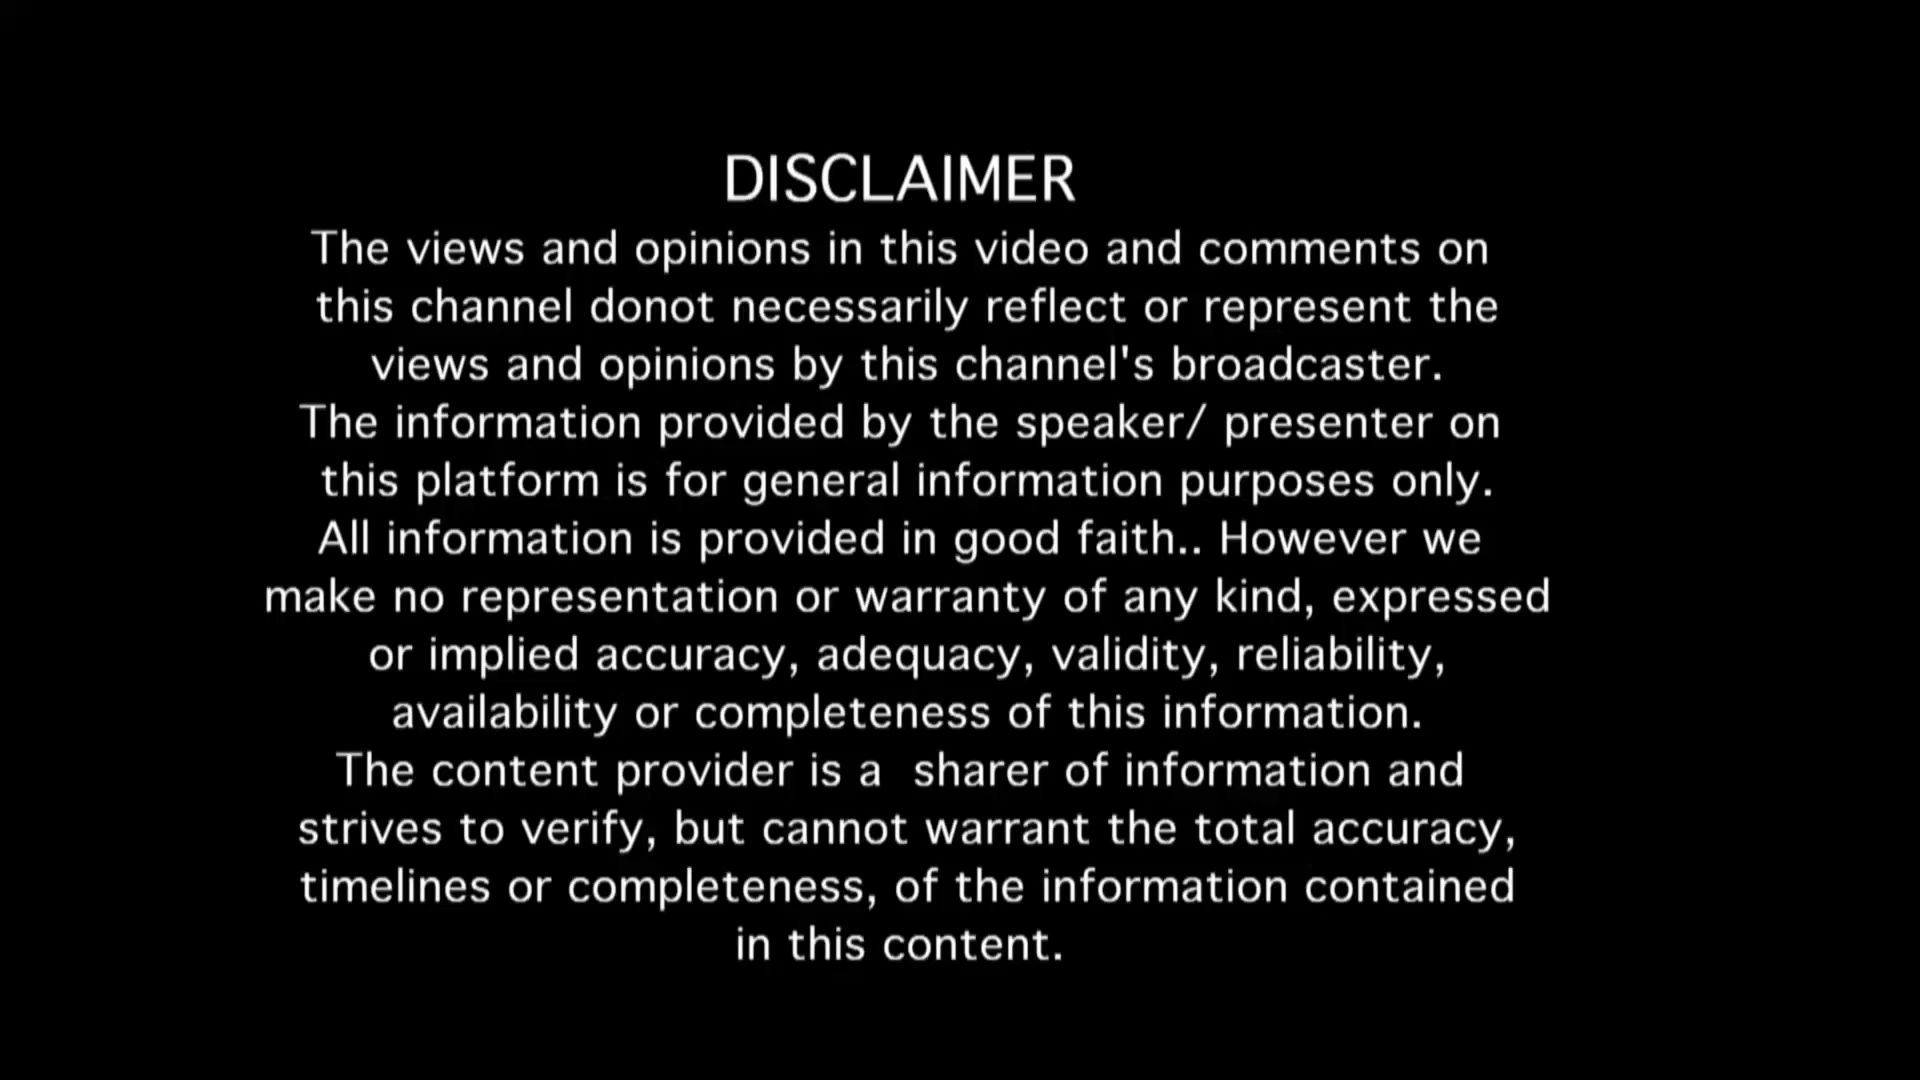 DISCLAIMER
The views and opinions in this video and comments on
this channel donot necessarily reflect or represent the
views and opinions by this channel's broadcaster.
The information provided by the speaker/ presenter on
this platform is for general information purposes only.
All information is provided in good faith.. However we
make no representation or warranty of any kind, expressed
or implied accuracy, adequacy, validity, reliability,
availability or completeness of this information.
The content provider is a  sharer of information and
strives to verify, but cannot warrant the total accuracy,
timelines or completeness, of the information contained
in this content.